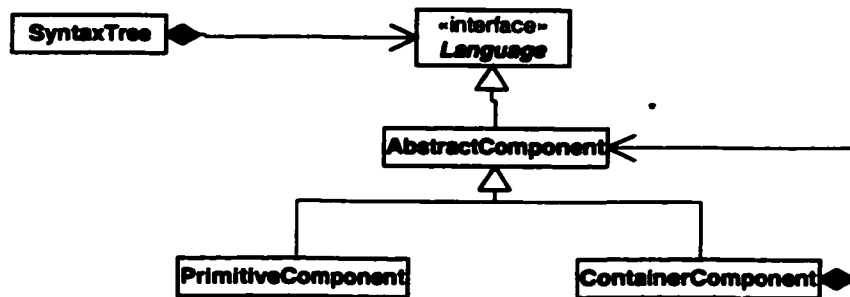 SyntaxTree
«interface»
Language
AbstractComponent
PrimitiveComponent
ContainerComponent